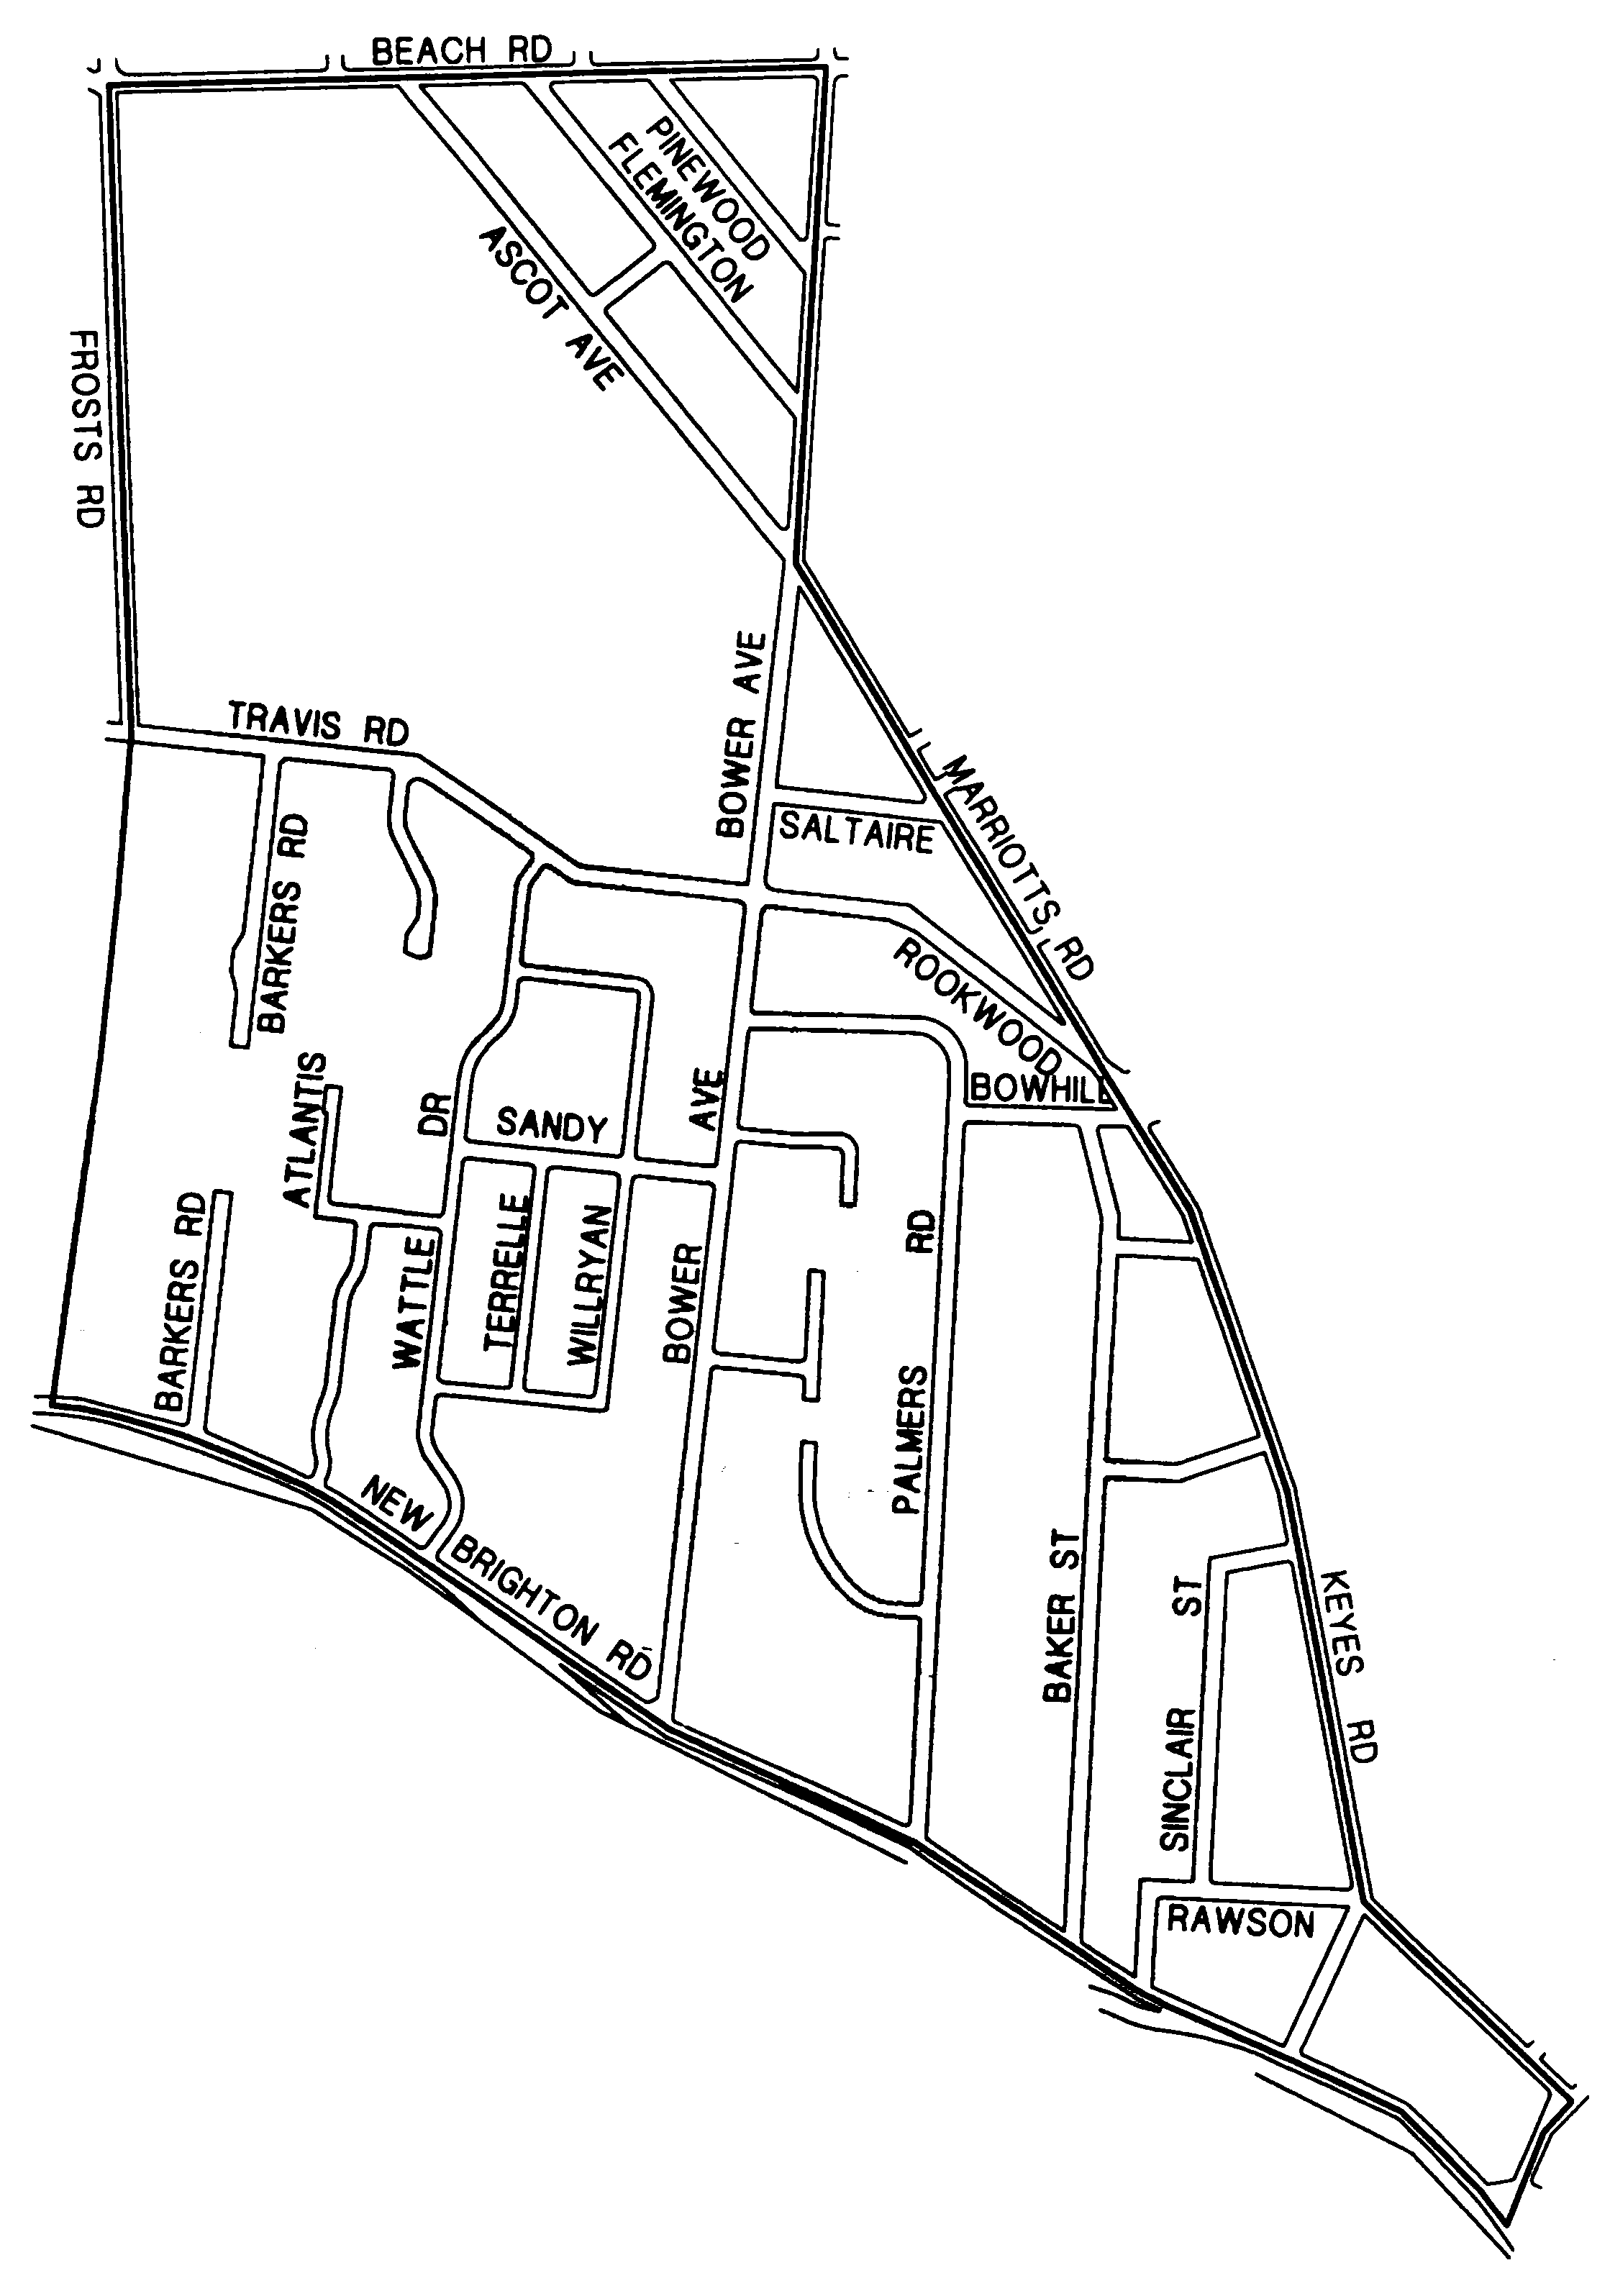 BEACH RD
PINEWOOD
FLEMINGTON
ASCOT AVE
FROSTS RD
BOWER AVE
TRAVIS RD
SALTAIRE
MARRIOTTS RD
BARKERS RD
ROOKWOOD
BOWHILL
ATLANTIS
SANDY
WATTLE DR
BOWER AVE
TERRELLE
WILLRYAN
BARKERS RD
PALMERS RD
NEW BRIGHTON RD
BAKER ST
SINCLAIR ST
KEYES RD
RAWSON